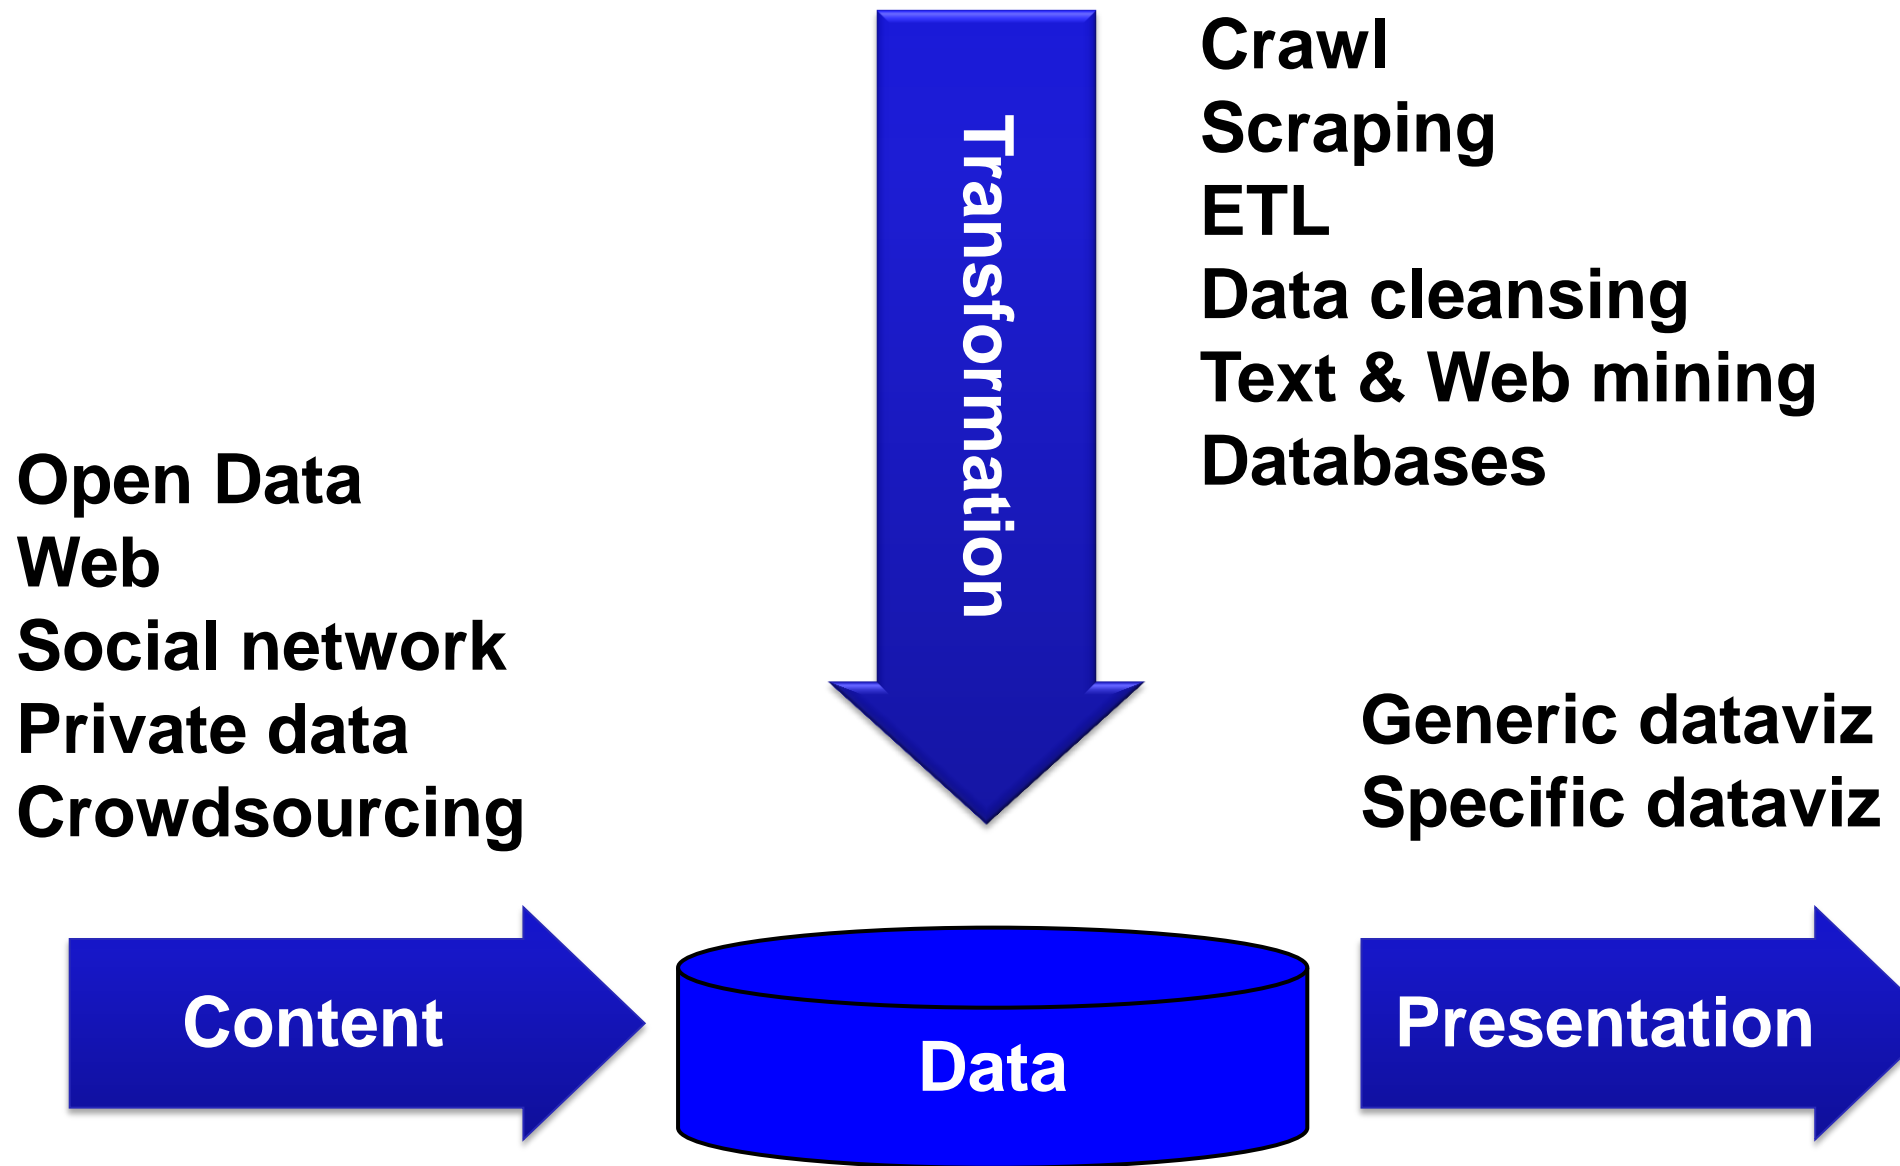 Crawl
Scraping
ETL
Data cleansing
Text & Web mining
Databases
Transformation
Open Data
Web
Social network
Private data
Crowdsourcing
Generic dataviz
Specific dataviz
Content
Data
Presentation